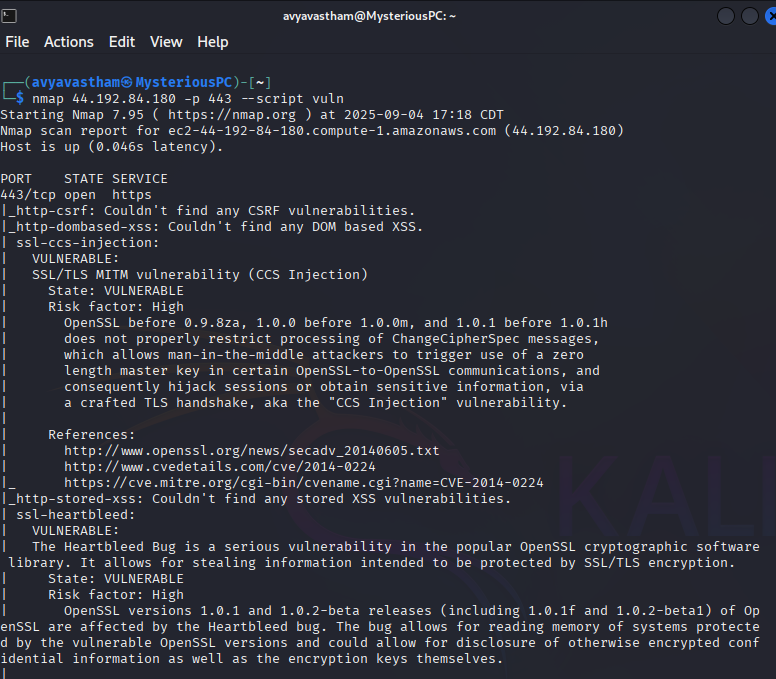 avyavastham@MysteriousPC: ~
File Actions Edit View Help
┌──(avyavastham㉿MysteriousPC)-[~]
└─$ nmap 44.192.84.180 -p 443 --script vuln
Starting Nmap 7.95 ( https://nmap.org ) at 2025-09-04 17:18 CDT
Nmap scan report for ec2-44-192-84-180.compute-1.amazonaws.com (44.192.84.180)
Host is up (0.046s latency).

PORT    STATE SERVICE
443/tcp open  https
|_http-csrf: Couldn't find any CSRF vulnerabilities.
|_http-dombased-xss: Couldn't find any DOM based XSS.
| ssl-ccs-injection:
|   VULNERABLE:
|   SSL/TLS MITM vulnerability (CCS Injection)
|     State: VULNERABLE
|     Risk factor: High
|       OpenSSL before 0.9.8za, 1.0.0 before 1.0.0m, and 1.0.1 before 1.0.1h
|       does not properly restrict processing of ChangeCipherSpec messages,
|       which allows man-in-the-middle attackers to trigger use of a zero
|       length master key in certain OpenSSL-to-OpenSSL communications, and
|       consequently hijack sessions or obtain sensitive information, via
|       a crafted TLS handshake, aka the "CCS Injection" vulnerability.
|
|     References:
|       http://www.openssl.org/news/secadv_20140605.txt
|       http://www.cvedetails.com/cve/2014-0224
|_      https://cve.mitre.org/cgi-bin/cvename.cgi?name=CVE-2014-0224
|_http-stored-xss: Couldn't find any stored XSS vulnerabilities.
| ssl-heartbleed:
|   VULNERABLE:
|   The Heartbleed Bug is a serious vulnerability in the popular OpenSSL cryptographic software
 library. It allows for stealing information intended to be protected by SSL/TLS encryption.
|     State: VULNERABLE
|     Risk factor: High
|       OpenSSL versions 1.0.1 and 1.0.2-beta releases (including 1.0.1f and 1.0.2-beta1) of Op
enSSL are affected by the Heartbleed bug. The bug allows for reading memory of systems protecte
d by the vulnerable OpenSSL versions and could allow for disclosure of otherwise encrypted conf
idential information as well as the encryption keys themselves.
|
KALI